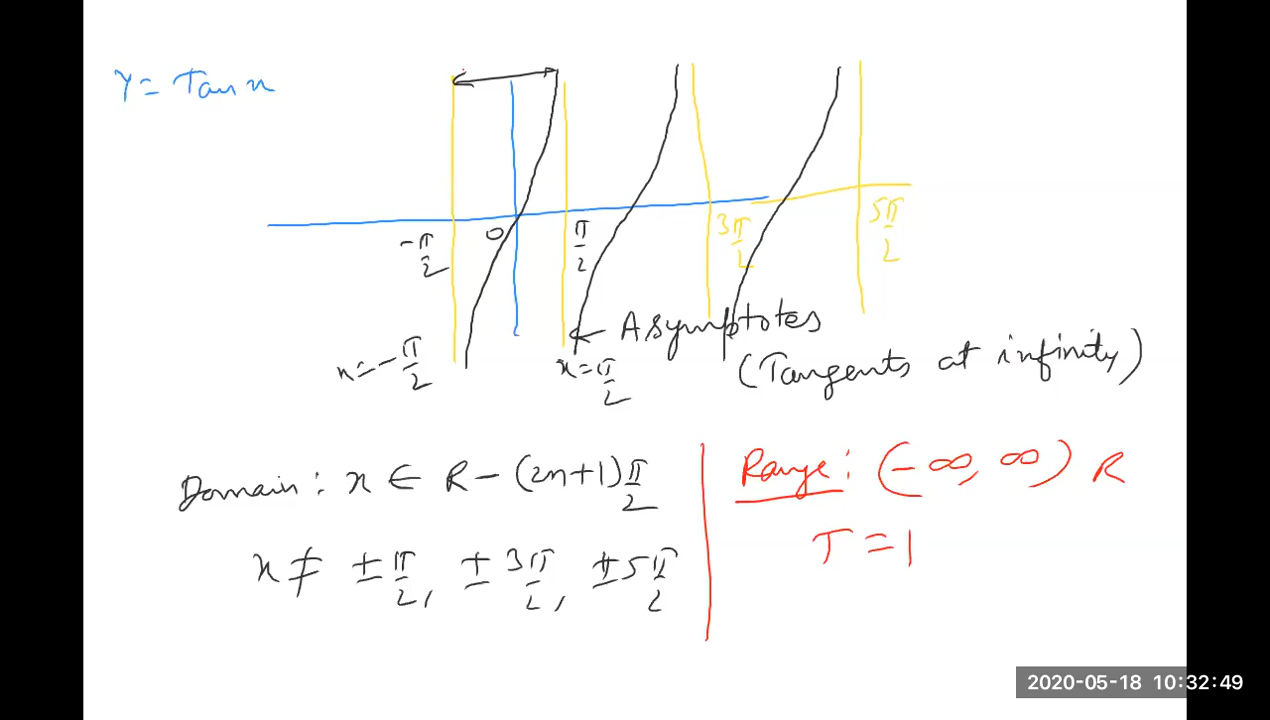 Y = Tan x
-π/2
0
π/2
3π/2
5π/2
x = -π/2
x = π/2
Asymptotes
(Tangents at infinity)
Domain : x ∈ R - (2n+1)π/2
x ≠ ±π/2, ±3π/2, ±5π/2
Range : (-∞, ∞) R
T = 1
2020-05-18 10:32:49